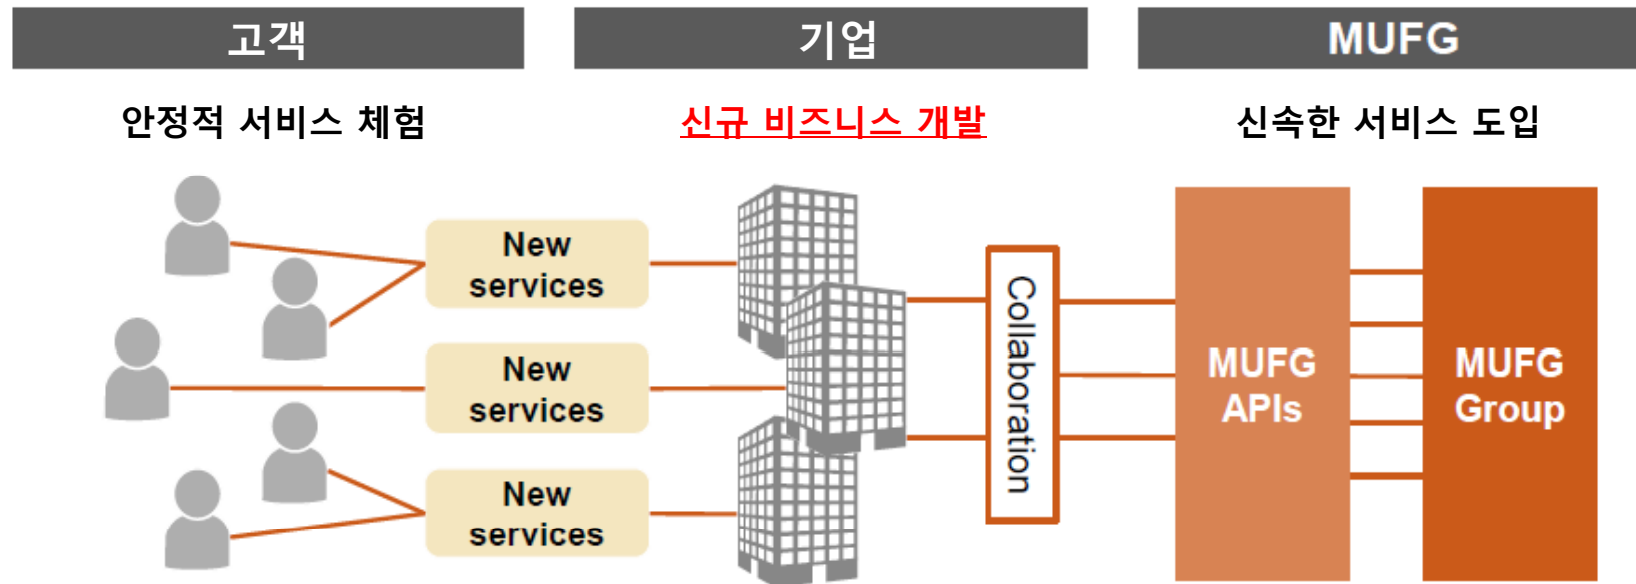 고객
기업
MUFG
안정적 서비스 체험
신규 비즈니스 개발
신속한 서비스 도입
New
services
New
services
New
services
Collaboration
MUFG
APIs
MUFG
Group